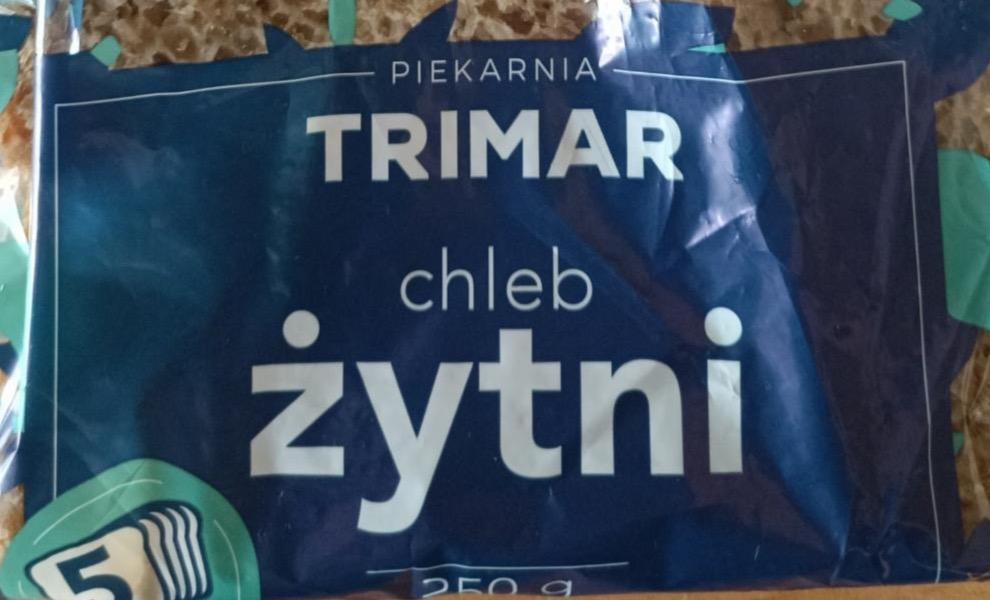 PIEKARNIA
TRIMAR
chleb
żytni
5
250 g